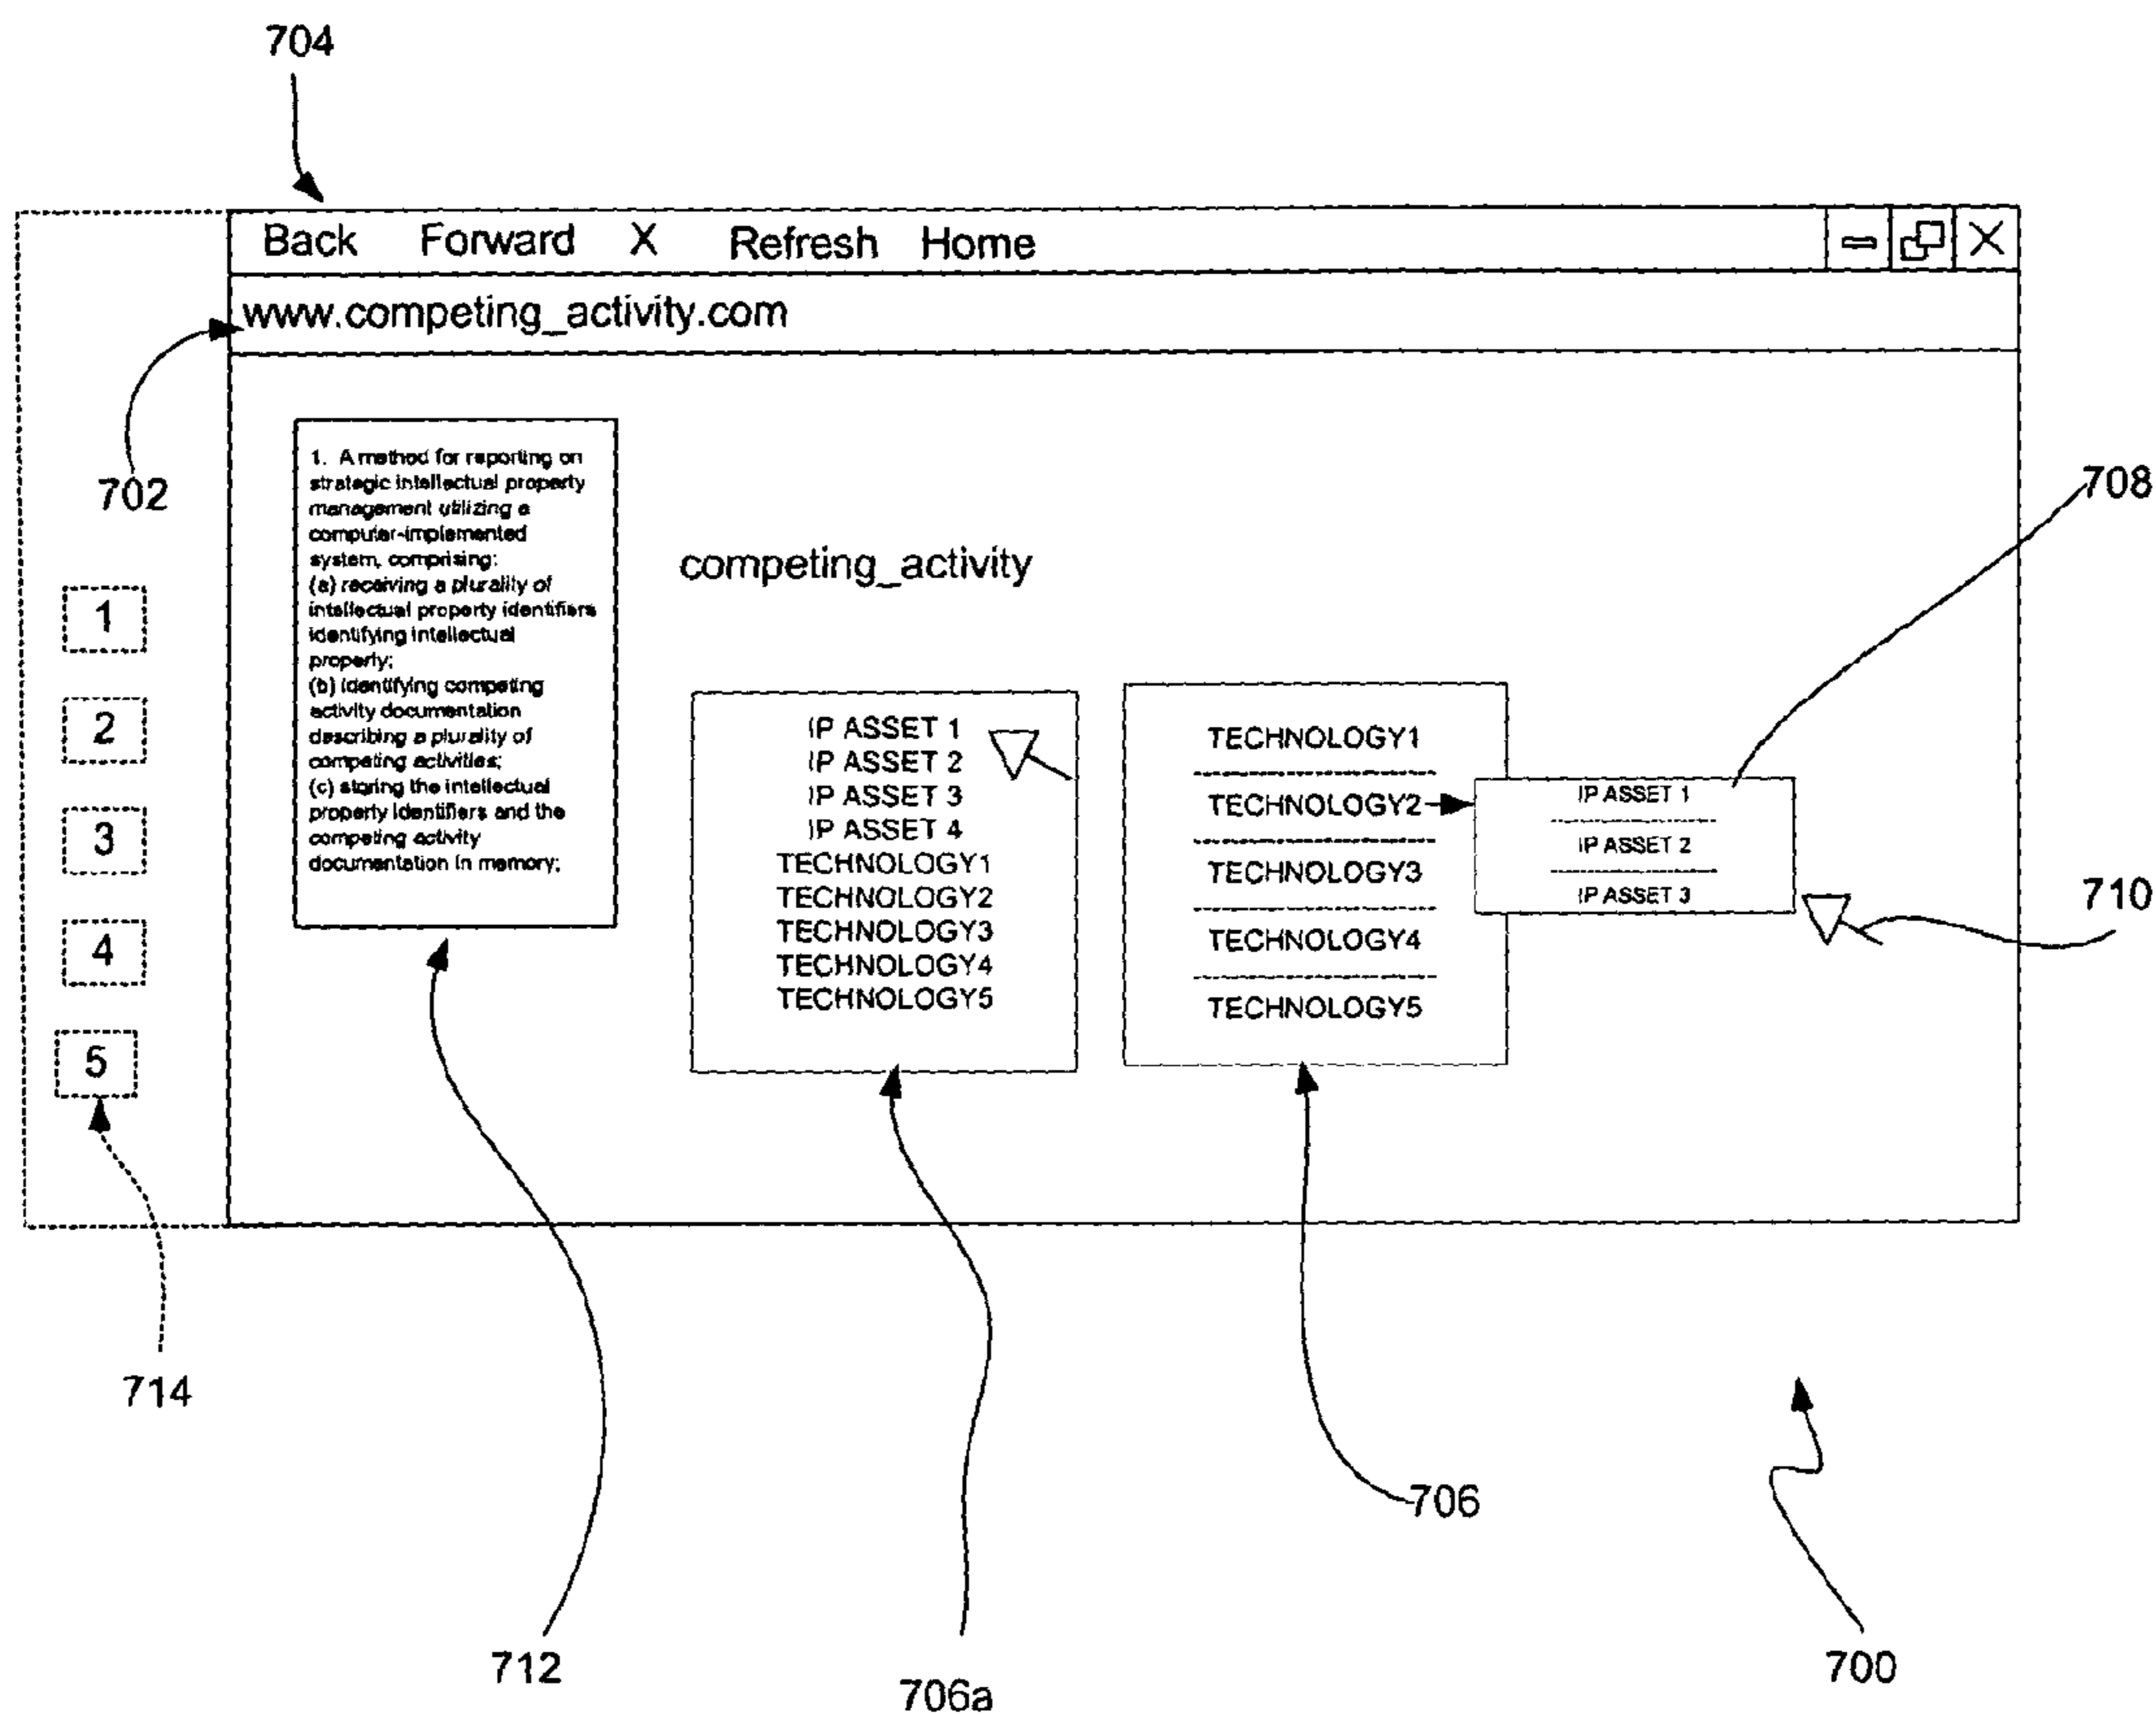 704
Back Forward X Refresh Home
www.competing_activity.com
702
1. A method for reporting on
strategic intellectual property
management utilizing a
computer-implemented
system, comprising:
(a) receiving a plurality of
intellectual property identifiers
identifying intellectual
property;
(b) identifying competing
activity documentation
describing a plurality of
competing activities;
(c) storing the intellectual
property identifiers and the
competing activity
documentation in memory;
competing_activity
1
2
3
4
5
IP ASSET 1
IP ASSET 2
IP ASSET 3
IP ASSET 4
TECHNOLOGY1
TECHNOLOGY2
TECHNOLOGY3
TECHNOLOGY4
TECHNOLOGY5
TECHNOLOGY1
TECHNOLOGY2
TECHNOLOGY3
TECHNOLOGY4
TECHNOLOGY5
IP ASSET 1
IP ASSET 2
IP ASSET 3
708
710
714
712
706a
706
700